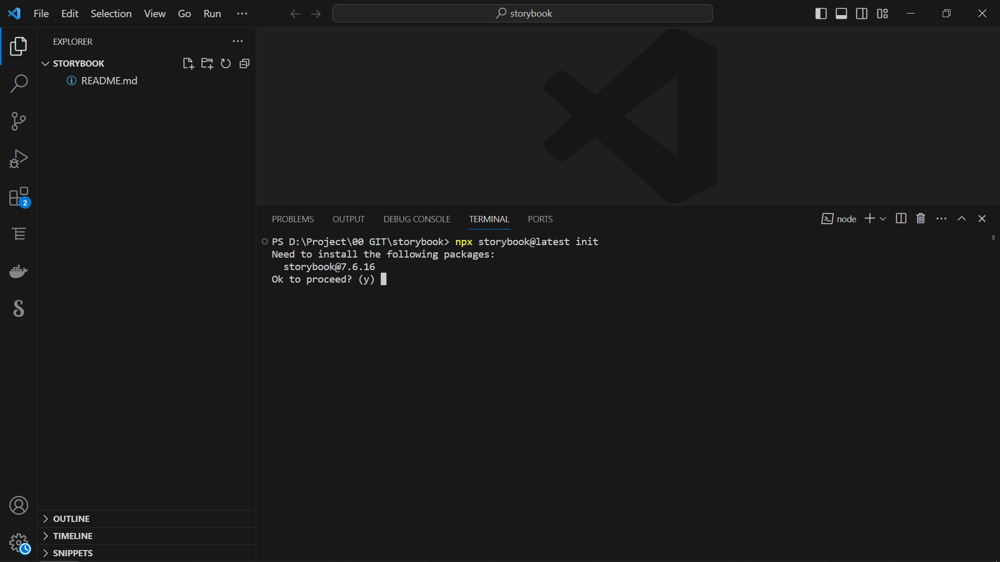 File Edit Selection View Go Run ···
storybook
EXPLORER
STORYBOOK
README.md
2
PROBLEMS OUTPUT DEBUG CONSOLE TERMINAL PORTS
node
PS D:\Project\00 GIT\storybook> npx storybook@latest init
Need to install the following packages:
  storybook@7.6.16
Ok to proceed? (y)
OUTLINE
TIMELINE
SNIPPETS